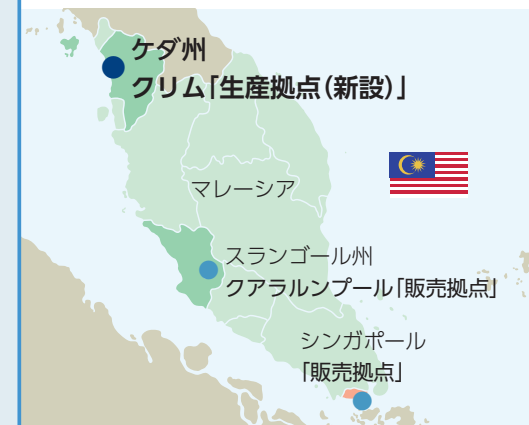 ケダ州
クリム「生産拠点(新設)」
マレーシア
スランゴール州
クアラルンプール「販売拠点」
シンガポール
「販売拠点」